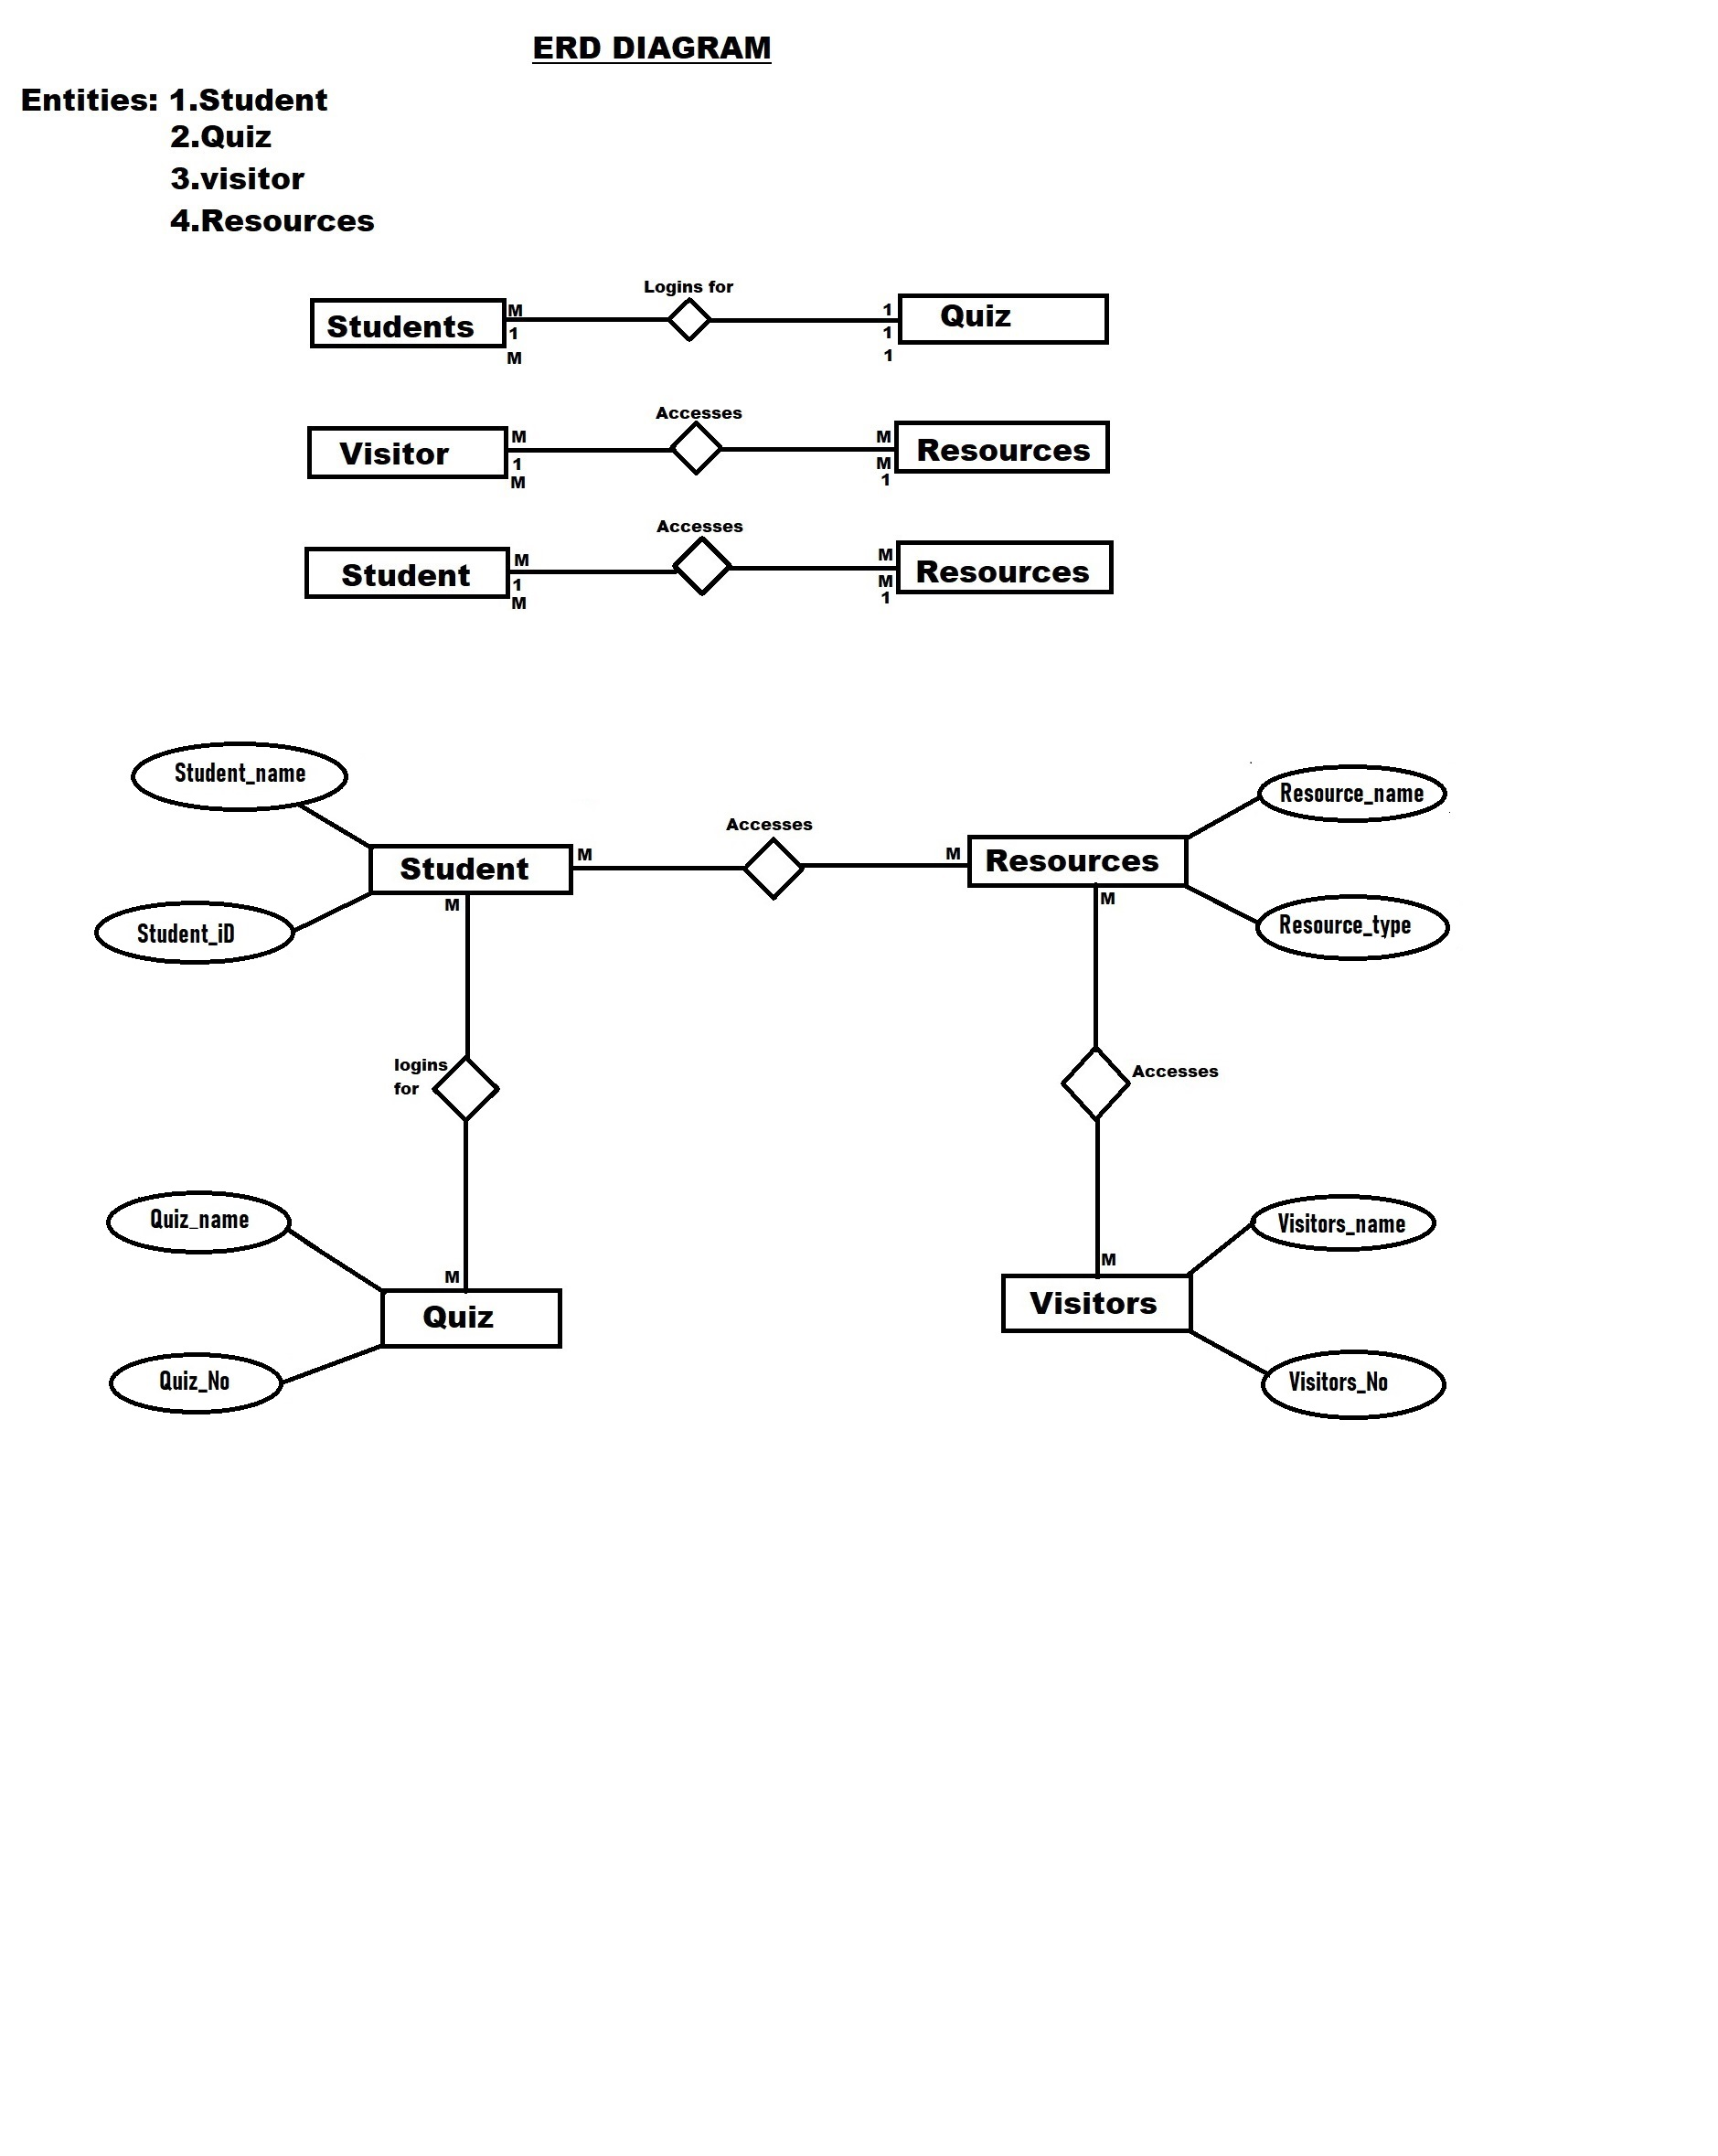 ERD DIAGRAM
Entities: 1.Student
2.Quiz
3.visitor
4.Resources
Logins for
Students
M
1
M
1
1
1
Quiz
Accesses
Visitor
M
1
M
M
M
1
Resources
Accesses
Student
M
1
M
M
M
1
Resources
Student_name
Resource_name
Accesses
Student
M
M
Resources
M
M
Student_iD
Resource_type
logins
for
Accesses
Quiz_name
Visitors_name
M
M
Quiz
Visitors
Quiz_No
Visitors_No